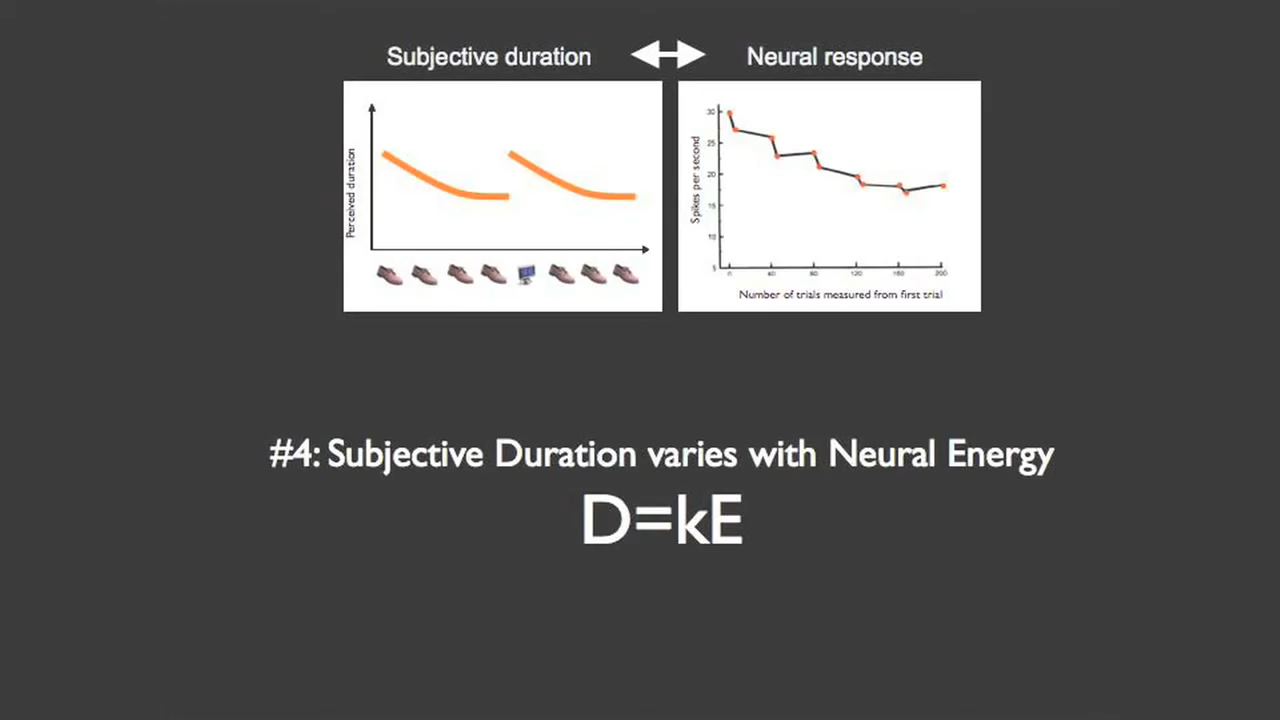 Subjective duration
Neural response
Perceived duration
Spikes per second
30
25
20
15
10
5
0
40
80
120
160
200
Number of trials measured from first trial
#4: Subjective Duration varies with Neural Energy
D=kE